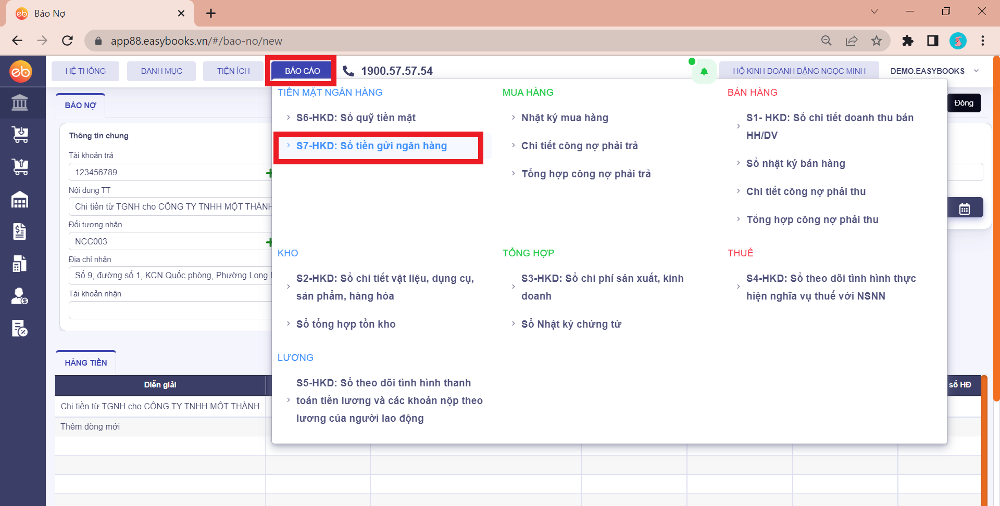 eb Báo Nợ
app88.easybooks.vn/#/bao-no/new
eb HỆ THỐNG DANH MỤC TIỆN ÍCH BÁO CÁO 1900.57.57.54 HỘ KINH DOANH ĐẶNG NGỌC MINH DEMO.EASYBOOKS
BÁO NỢ
Đóng
Thông tin chung
Tài khoản trả
123456789
Nội dung TT
Chi tiền từ TGNH cho CÔNG TY TNHH MỘT THÀNH
Đối tượng nhận
NCC003
Địa chỉ nhận
Số 9, đường số 1, KCN Quốc phòng, Phường Long
Tài khoản nhận
TIỀN MẶT NGÂN HÀNG
S6-HKD: Sổ quỹ tiền mặt
S7-HKD: Sổ tiền gửi ngân hàng
MUA HÀNG
Nhật ký mua hàng
Chi tiết công nợ phải trả
Tổng hợp công nợ phải trả
BÁN HÀNG
S1- HKD: Sổ chi tiết doanh thu bán
HH/DV
Sổ nhật ký bán hàng
Chi tiết công nợ phải thu
Tổng hợp công nợ phải thu
KHO
S2-HKD: Sổ chi tiết vật liệu, dụng cụ,
sản phẩm, hàng hóa
Sổ tổng hợp tồn kho
TỔNG HỢP
S3-HKD: Sổ chi phí sản xuất, kinh
doanh
Sổ Nhật ký chứng từ
THUẾ
S4-HKD: Sổ theo dõi tình hình thực
hiện nghĩa vụ thuế với NSNN
LƯƠNG
S5-HKD: Sổ theo dõi tình hình thanh
toán tiền lương và các khoản nộp theo
lương của người lao động
HÀNG TIỀN
Diễn giải số HĐ
Chi tiền từ TGNH cho CÔNG TY TNHH MỘT THÀNH
Thêm dòng mới